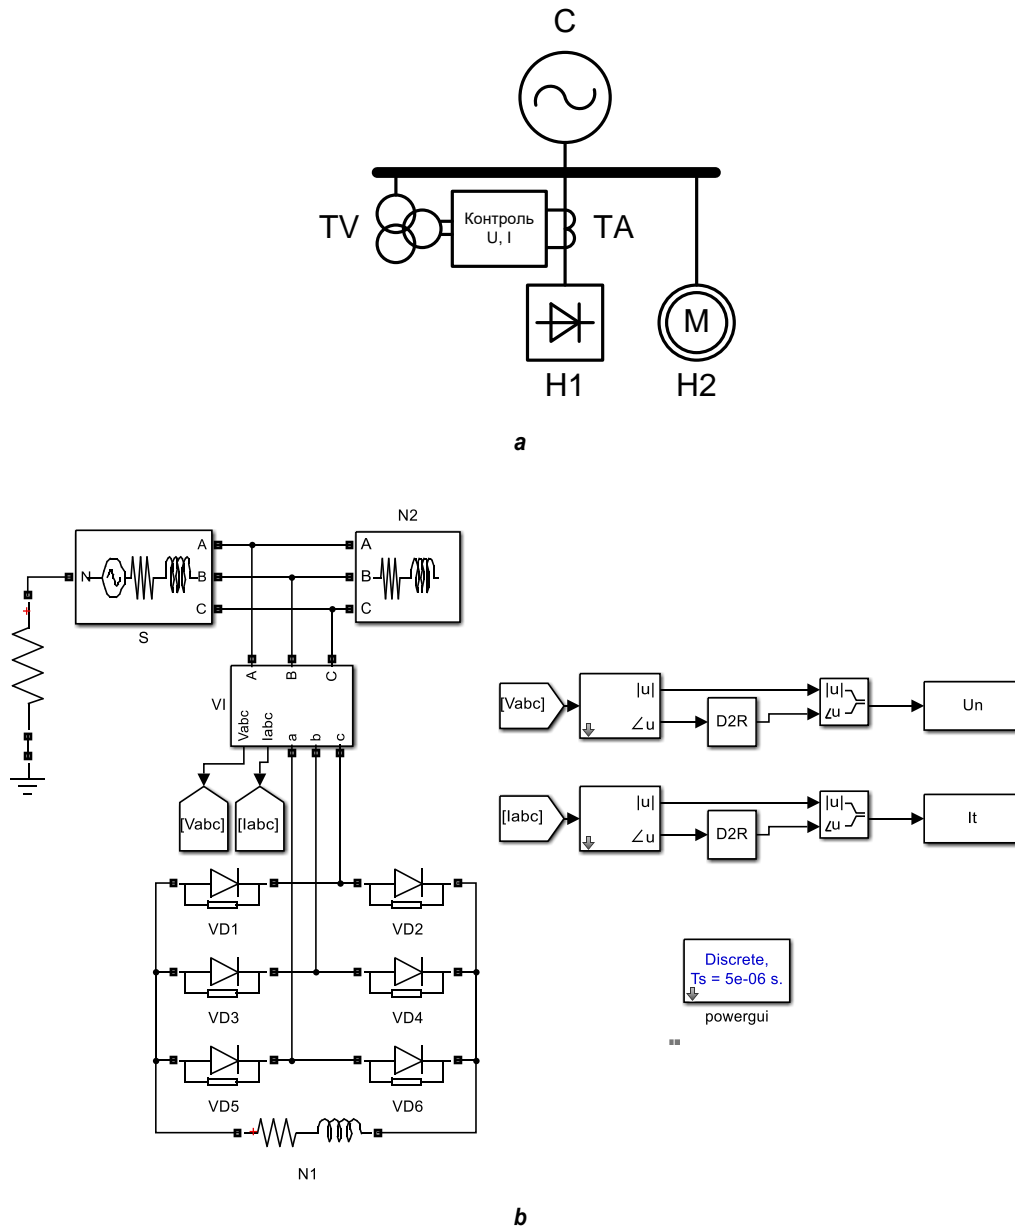 C
TV
Контроль
U, I
TA
M
H1
H2
a
N2
N
A
B
C
A
B
C
S
+
VI
A
B
C
Vabc
Iabc
a
b
c
[Vabc]
[Iabc]
[Vabc]
|u|
∠u
D2R
|u|
∠u
Un
[Iabc]
|u|
∠u
D2R
|u|
∠u
It
VD1
VD2
VD3
VD4
VD5
VD6
+
N1
Discrete,
Ts = 5e-06 s.
powergui
b